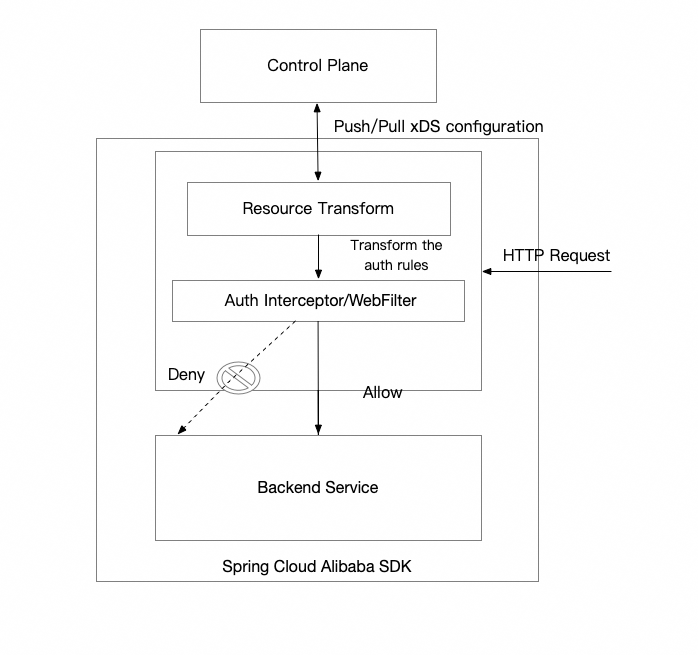 Control Plane
Push/Pull xDS configuration
Resource Transform
Transform the
auth rules
HTTP Request
Auth Interceptor/WebFilter
Deny
Allow
Backend Service
Spring Cloud Alibaba SDK